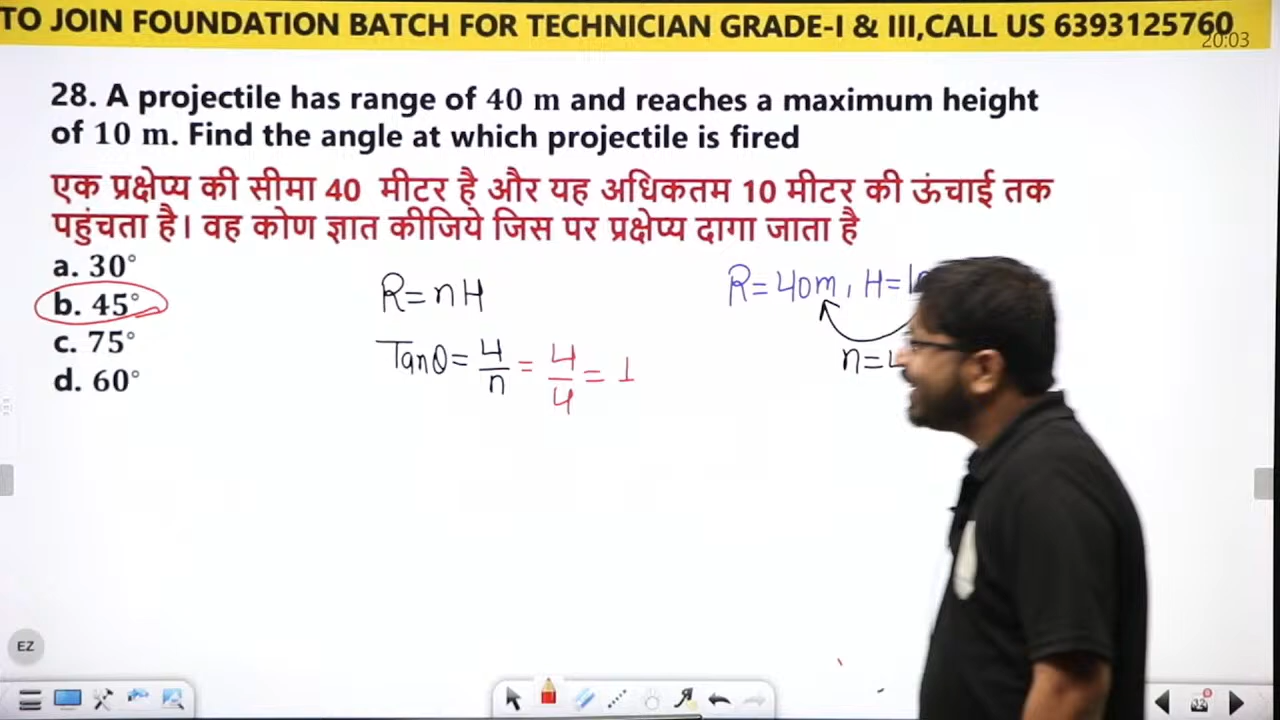 TO JOIN FOUNDATION BATCH FOR TECHNICIAN GRADE-I & III,CALL US 6393125760
20:03
28. A projectile has range of 40 m and reaches a maximum height
of 10 m. Find the angle at which projectile is fired
एक प्रक्षेप्य की सीमा 40 मीटर है और यह अधिकतम 10 मीटर की ऊंचाई तक
पहुंचता है। वह कोण ज्ञात कीजिये जिस पर प्रक्षेप्य दागा जाता है
a. 30°
b. 45°
c. 75°
d. 60°
R=nH
Tanθ=4/n=4/4=1
R=40m, H=
n=
EZ